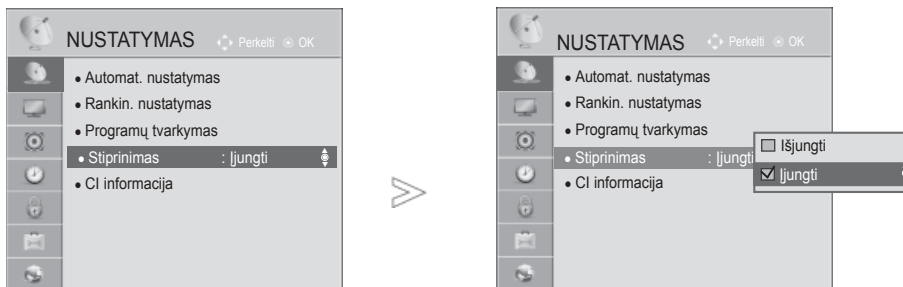 NUSTATYMAS Perkelti OK
• Automat. nustatymas
• Rankin. nustatymas
• Programų tvarkymas
• Stiprinimas : Įjungti
• CI informacija
NUSTATYMAS Perkelti OK
• Automat. nustatymas
• Rankin. nustatymas
• Programų tvarkymas
• Stiprinimas : Įjungti
• CI informacija
Išjungti
Įjungti